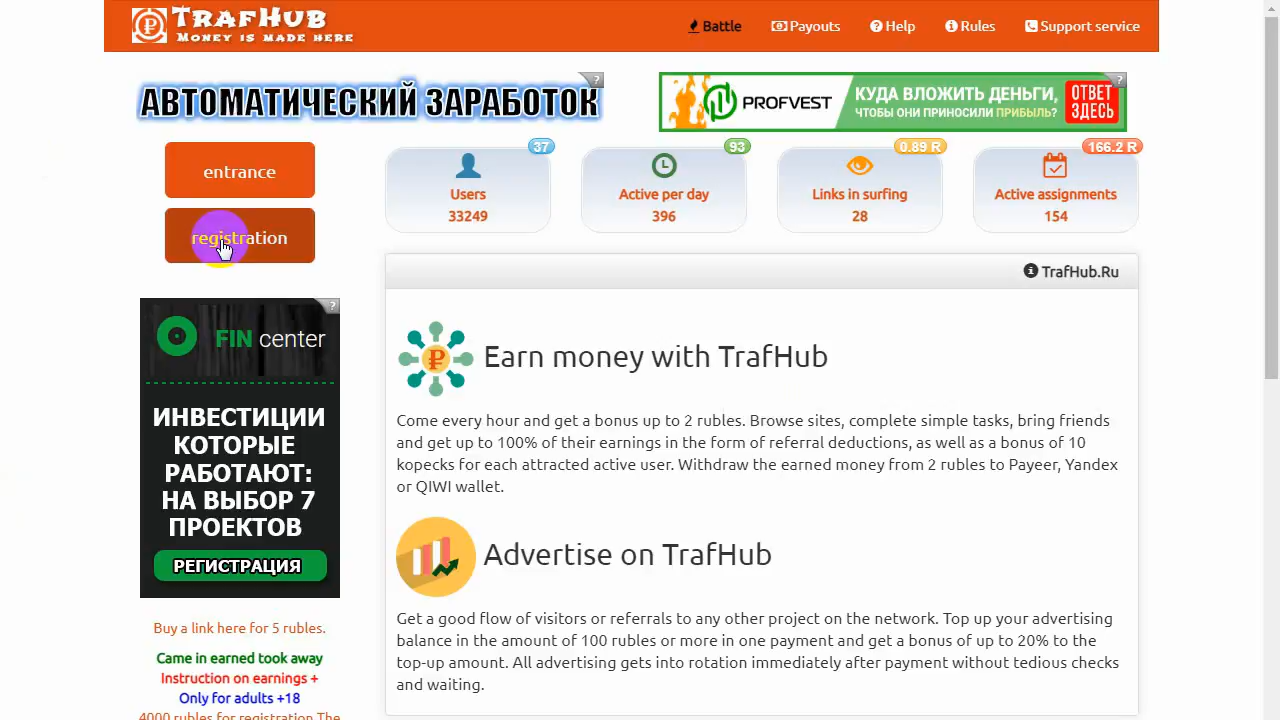 TRAFHUB
MONEY IS MADE HERE
Battle
Payouts
Help
Rules
Support service
АВТОМАТИЧЕСКИЙ ЗАРАБОТОК
?
PROFVEST
КУДА ВЛОЖИТЬ ДЕНЬГИ,
ЧТОБЫ ОНИ ПРИНОСИЛИ ПРИБЫЛЬ?
ОТВЕТ
ЗДЕСЬ
?
entrance
registration
37
Users
33249
93
Active per day
396
0.89 R
Links in surfing
28
166.2 R
Active assignments
154
TrafHub.Ru
?
FIN center
ИНВЕСТИЦИИ
КОТОРЫЕ
РАБОТАЮТ:
НА ВЫБОР 7
ПРОЕКТОВ
РЕГИСТРАЦИЯ
Earn money with TrafHub
Come every hour and get a bonus up to 2 rubles. Browse sites, complete simple tasks, bring friends
and get up to 100% of their earnings in the form of referral deductions, as well as a bonus of 10
kopecks for each attracted active user. Withdraw the earned money from 2 rubles to Payeer, Yandex
or QIWI wallet.
Advertise on TrafHub
Get a good flow of visitors or referrals to any other project on the network. Top up your advertising
balance in the amount of 100 rubles or more in one payment and get a bonus of up to 20% to the
top-up amount. All advertising gets into rotation immediately after payment without tedious checks
and waiting.
Buy a link here for 5 rubles.
Came in earned took away
Instruction on earnings +
Only for adults +18
4000 rubles for registration The